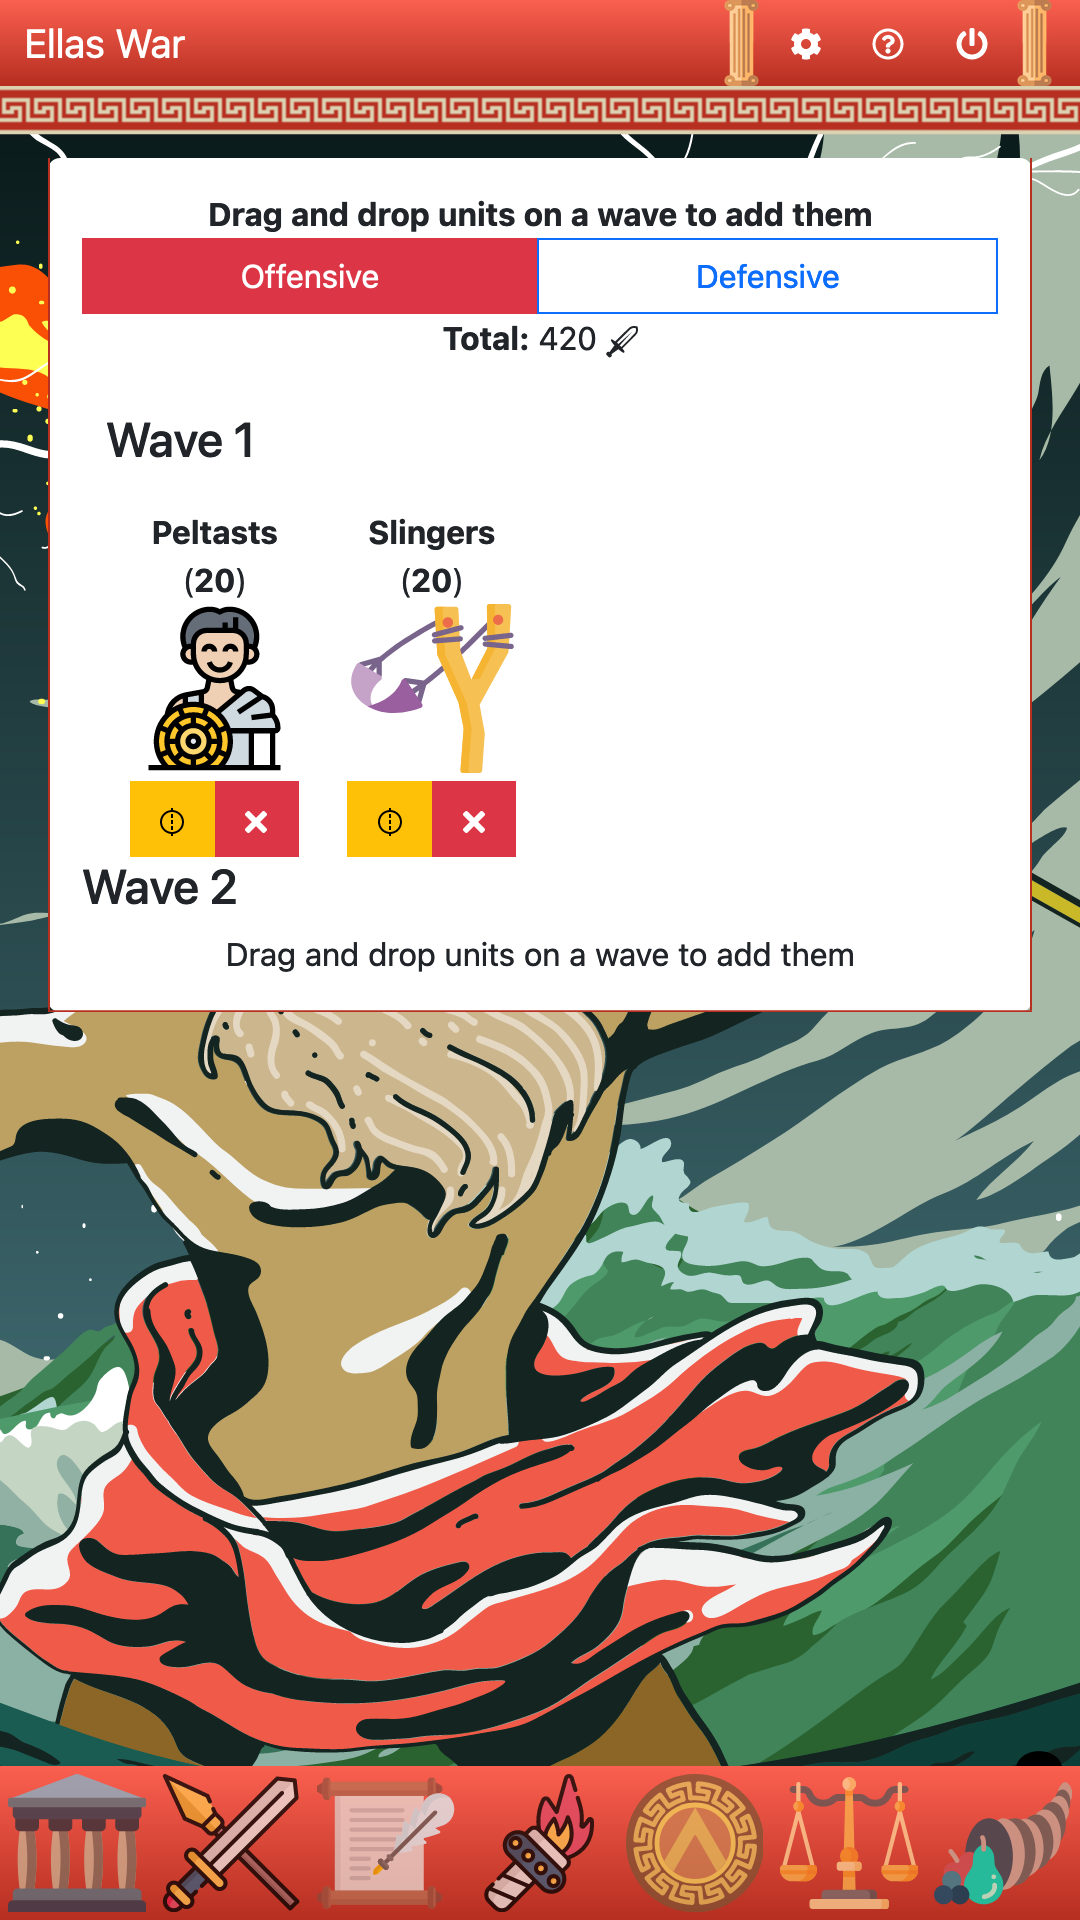 Ellas War
Drag and drop units on a wave to add them
Offensive Defensive
Total: 420
Wave 1
Peltasts Slingers
(20) (20)
Wave 2
Drag and drop units on a wave to add them